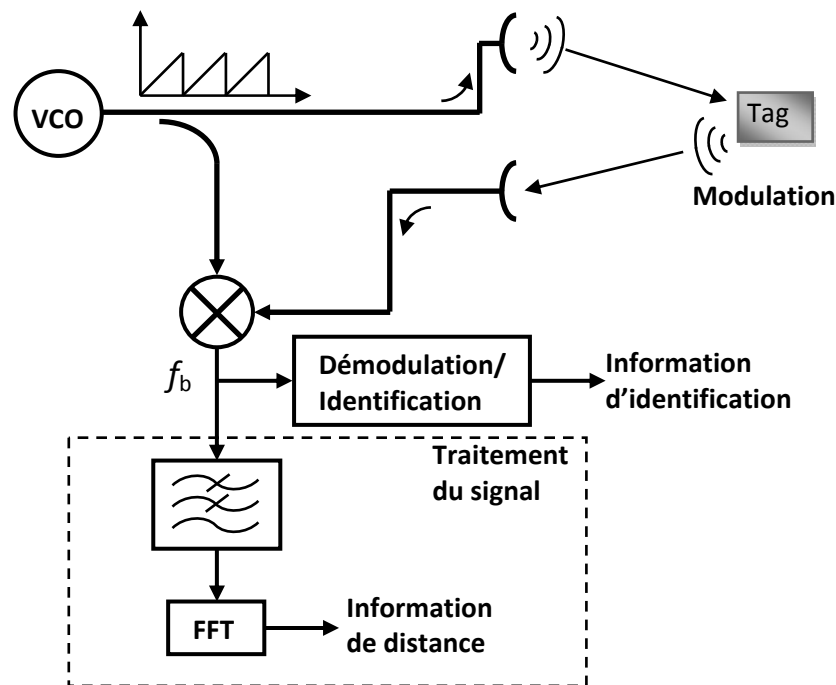 VCO
Tag
Modulation
fb
Démodulation/
Identification
Information
d'identification
Traitement
du signal
FFT
Information
de distance